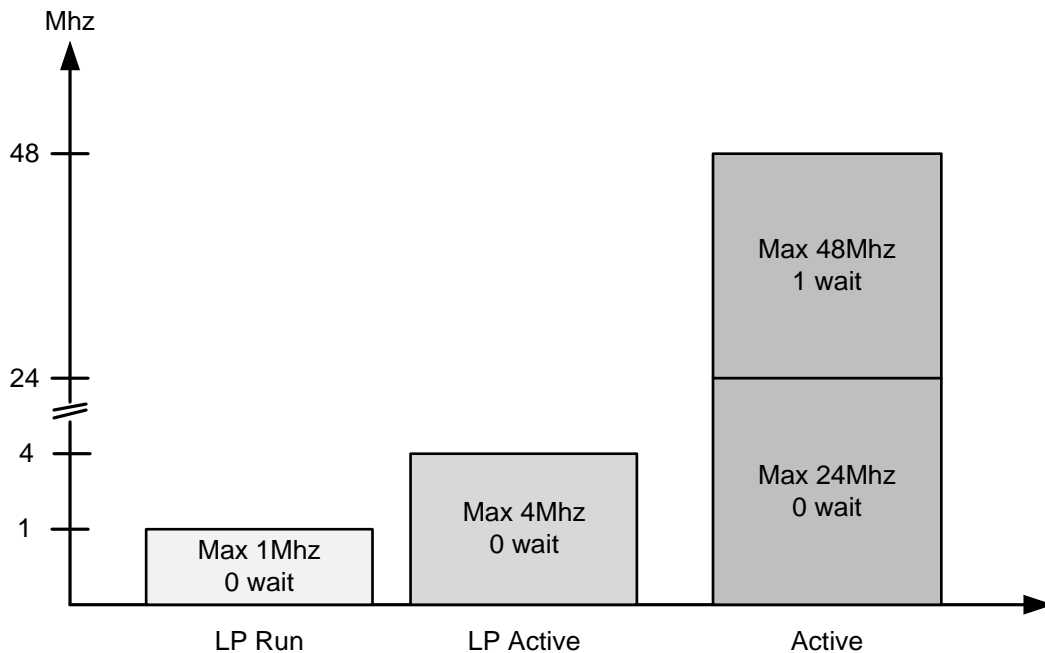 Mhz
48
Max 48Mhz
1 wait
24
4
Max 24Mhz
0 wait
Max 4Mhz
0 wait
1
Max 1Mhz
0 wait
LP Run
LP Active
Active